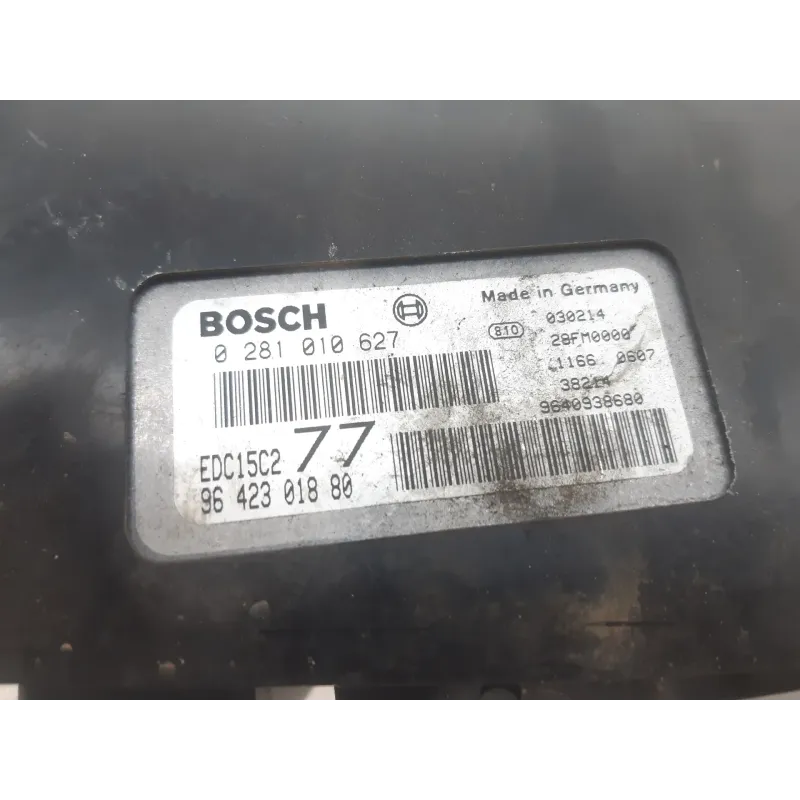 BOSCH
0 281 010 627
EDC15C2 77
96 423 018 80
Made in Germany
810 030214
28FM0000
1166 0607
38214
9640938680